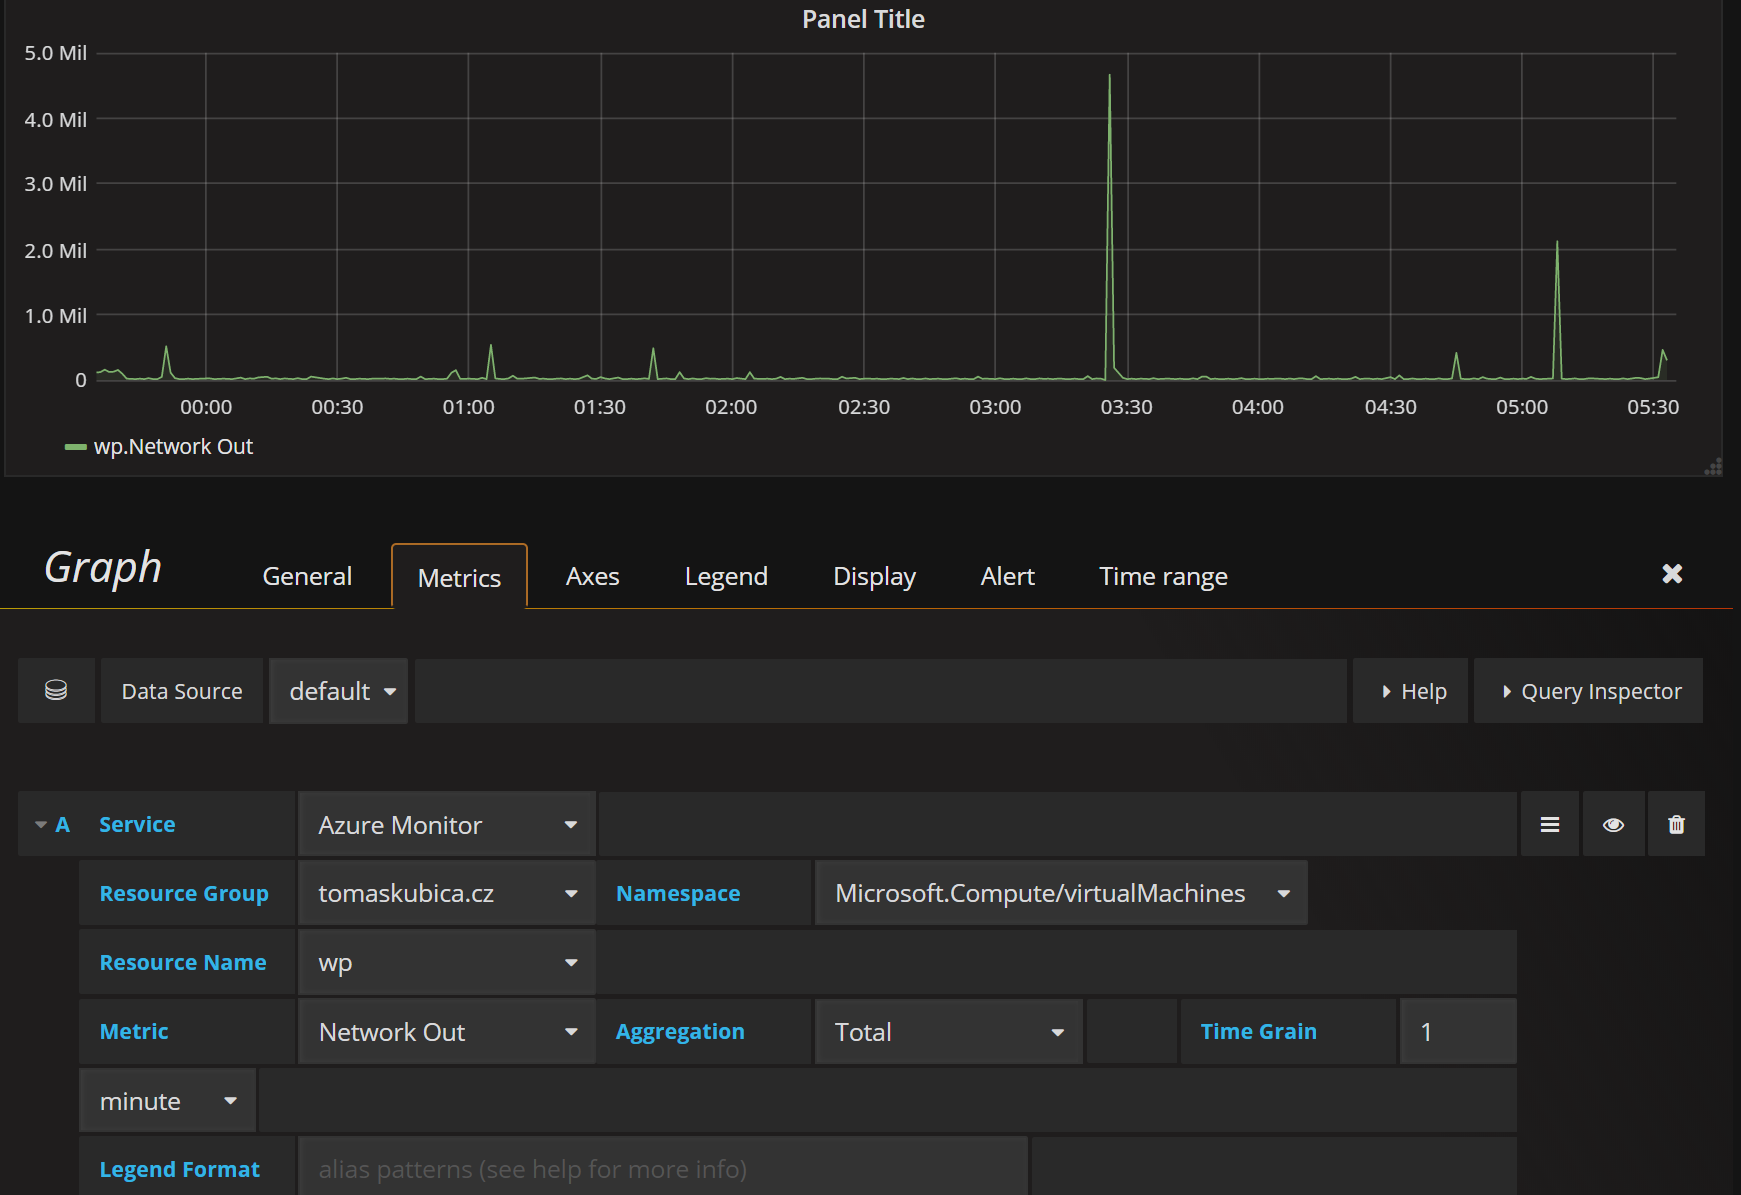 Panel Title
5.0 Mil
4.0 Mil
3.0 Mil
2.0 Mil
1.0 Mil
0
00:00 00:30 01:00 01:30 02:00 02:30 03:00 03:30 04:00 04:30 05:00 05:30
wp.Network Out
Graph General Metrics Axes Legend Display Alert Time range
Data Source default Help Query Inspector
A Service Azure Monitor
Resource Group tomaskubica.cz Namespace Microsoft.Compute/virtualMachines
Resource Name wp
Metric Network Out Aggregation Total Time Grain 1
minute
Legend Format alias patterns (see help for more info)